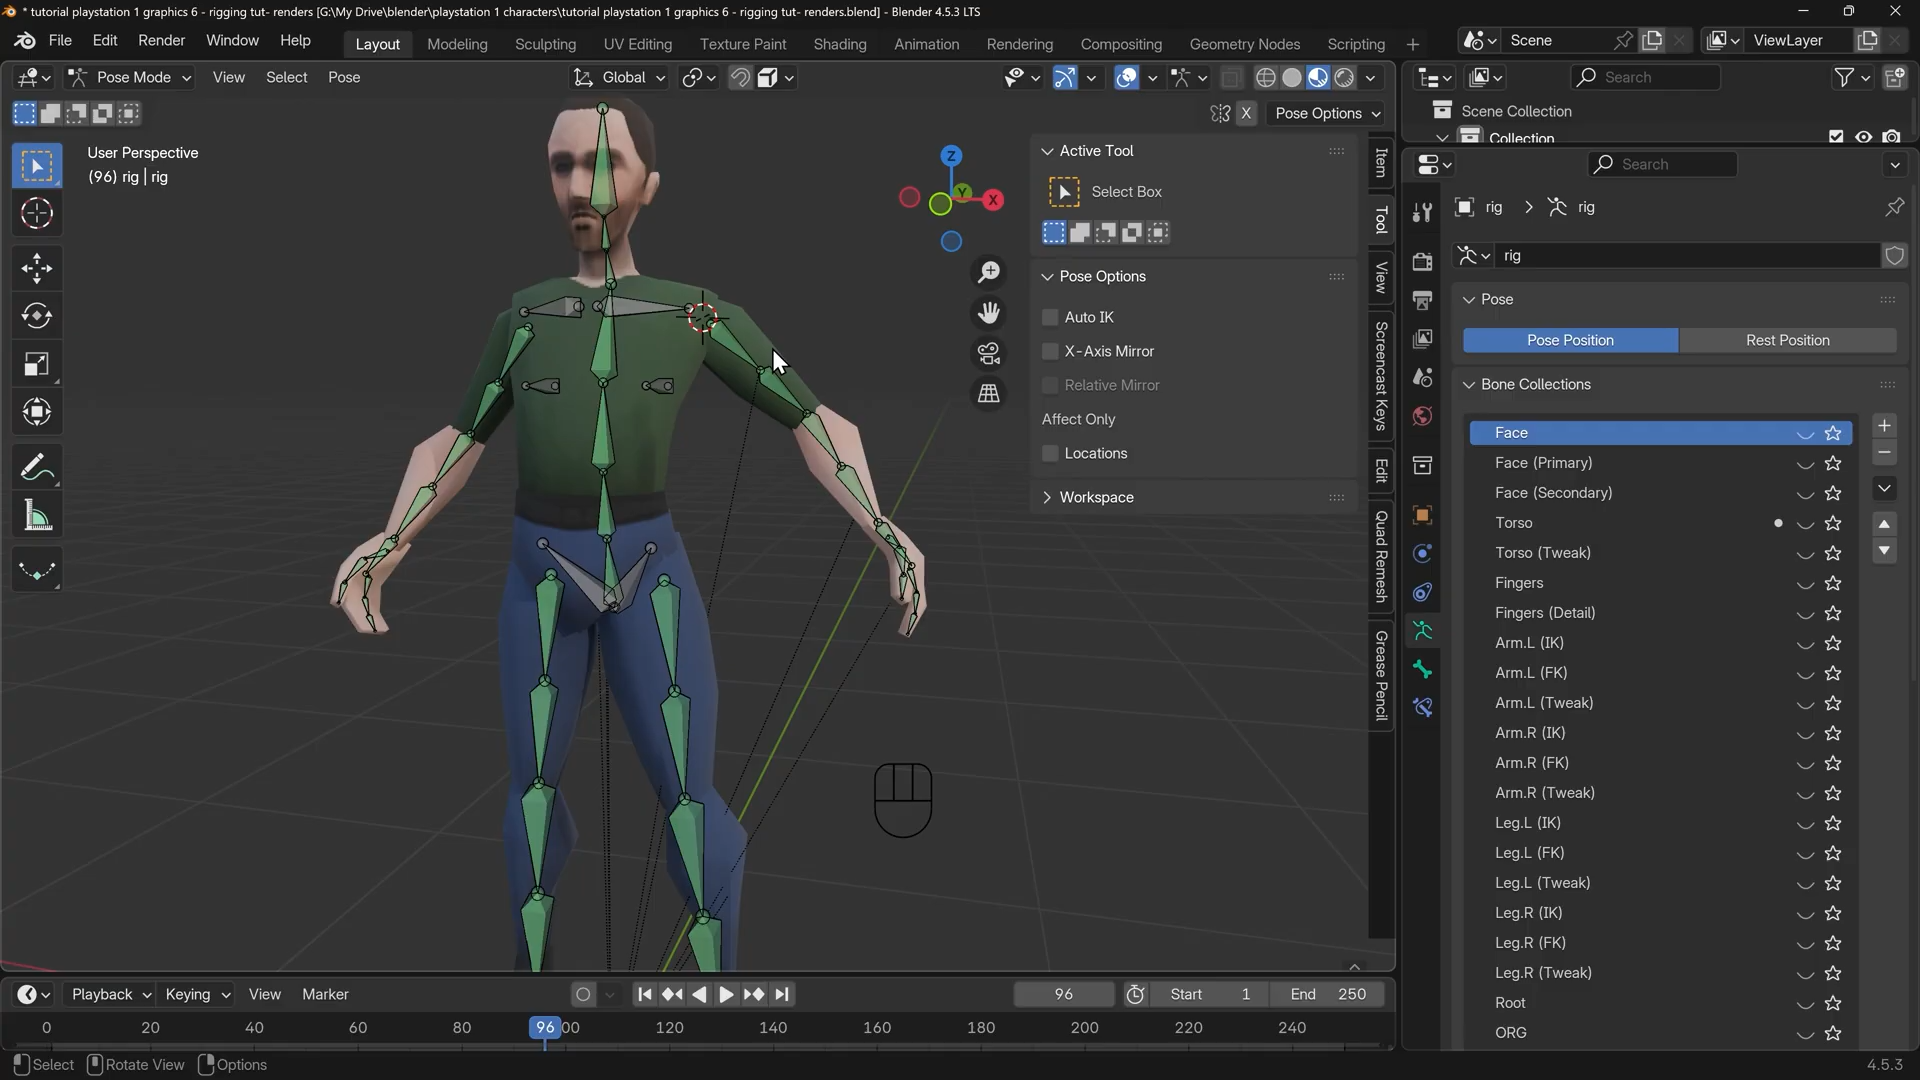 * tutorial playstation 1 graphics 6 - rigging tut- renders [G:\My Drive\blender\playstation 1 characters\tutorial playstation 1 graphics 6 - rigging tut- renders.blend] - Blender 4.5.3 LTS
File Edit Render Window Help Layout Modeling Sculpting UV Editing Texture Paint Shading Animation Rendering Compositing Geometry Nodes Scripting + Scene ViewLayer
Pose Mode View Select Pose Global Search
X Pose Options Scene Collection
Collection
User Perspective
(96) rig | rig
Z
Y
X
Active Tool
Select Box
Pose Options
Auto IK
X-Axis Mirror
Relative Mirror
Affect Only
Locations
Workspace
Item
Tool
View
Screencast Keys
Edit
Quad Remesh
Grease Pencil
Search
rig > rig
rig
Pose
Pose Position Rest Position
Bone Collections
Face
Face (Primary)
Face (Secondary)
Torso
Torso (Tweak)
Fingers
Fingers (Detail)
Arm.L (IK)
Arm.L (FK)
Arm.L (Tweak)
Arm.R (IK)
Arm.R (FK)
Arm.R (Tweak)
Leg.L (IK)
Leg.L (FK)
Leg.L (Tweak)
Leg.R (IK)
Leg.R (FK)
Leg.R (Tweak)
Root
ORG
Playback Keying View Marker 96 Start 1 End 250
0 20 40 60 80 96 00 120 140 160 180 200 220 240
Select Rotate View Options 4.5.3